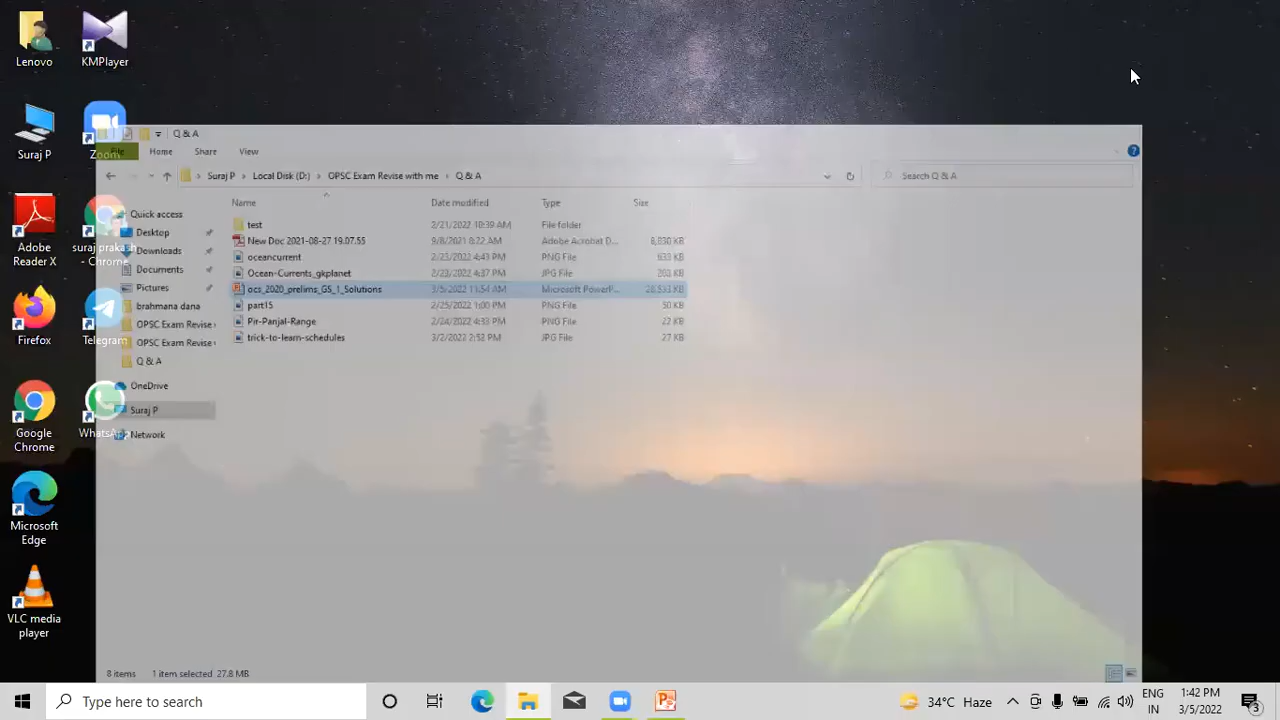 Lenovo
KMPlayer
Suraj P
Zoom
Adobe
Reader X
suraj prakash
- Chrome
Firefox
Telegram
Google
Chrome
WhatsApp
Microsoft
Edge
VLC media
player
Q & A
File
Home
Share
View
Suraj P
Local Disk (D:)
OPSC Exam Revise with me
Q & A
Search Q & A
Name
Date modified
Type
Size
test
2/21/2022 10:39 AM
File folder
New Doc 2021-08-27 19.07.55
9/8/2021 8:22 AM
Adobe Acrobat D...
8,830 KB
oceancurrent
2/23/2022 4:43 PM
PNG File
633 KB
Ocean-Currents_gkplanet
2/23/2022 4:37 PM
JPG File
ocs_2020_prelims_GS_1_Solutions
3/5/2022 11:54 AM
Microsoft PowerP...
part15
2/25/2022 1:00 PM
PNG File
50 KB
Pir-Panjal-Range
2/24/2022 4:33 PM
PNG File
22 KB
trick-to-learn-schedules
3/2/2022 2:52 PM
JPG File
27 KB
Quick access
Desktop
Downloads
Documents
Pictures
brahmana dana
OPSC Exam Revise
OPSC Exam Revise
Q & A
OneDrive
Suraj P
Network
8 items
1 item selected 27.8 MB
Type here to search
34°C Haze
ENG
IN
1:42 PM
3/5/2022
3